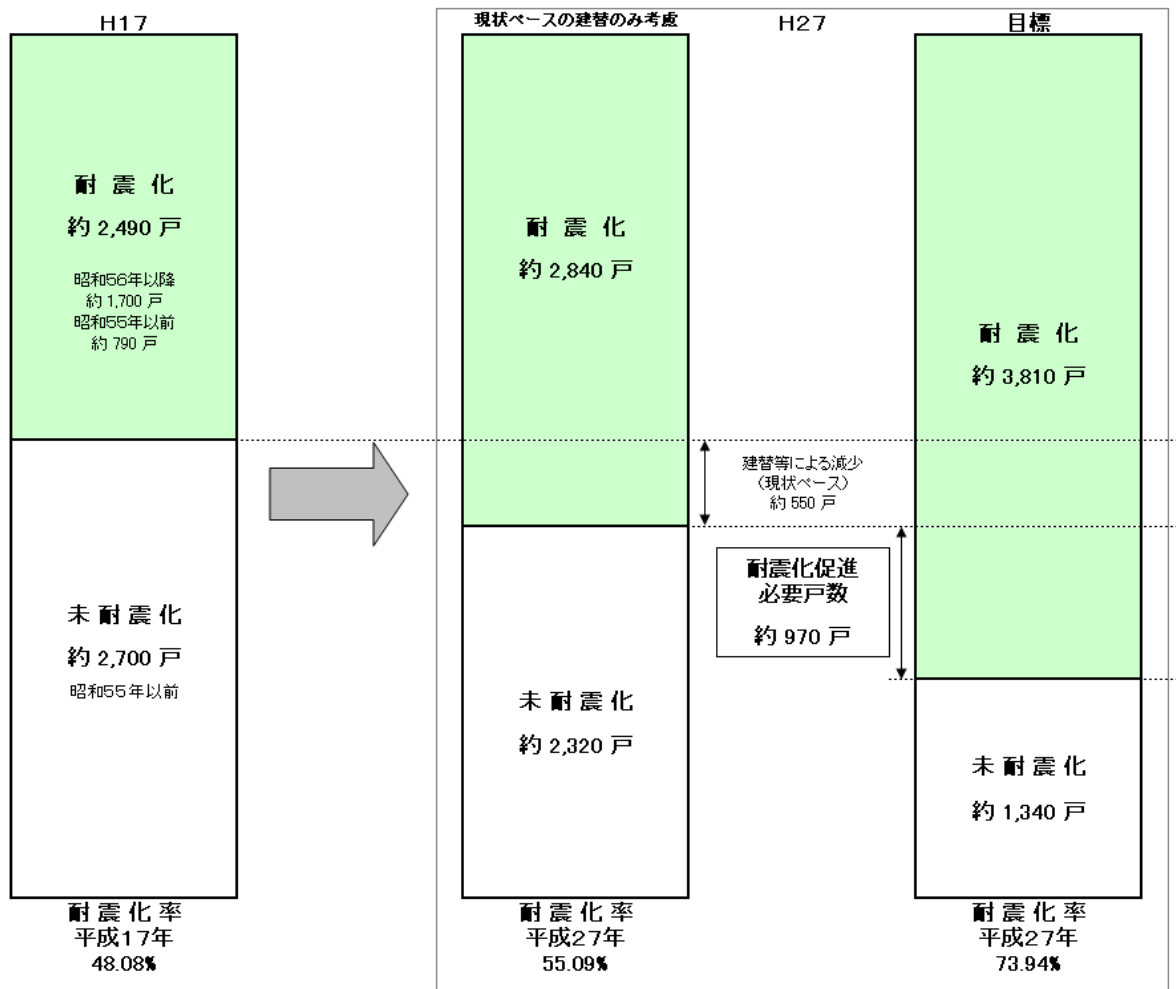 H17
耐震化
約 2,490 戸
昭和56年以降
約 1,700 戸
昭和55年以前
約 790 戸
未耐震化
約 2,700 戸
昭和55年以前
耐震化率
平成17年
48.08%
現状ペースの建替のみ考慮
H27
目標
耐震化
約 2,840 戸
未耐震化
約 2,320 戸
耐震化率
平成27年
55.09%
建替等による減少
（現状ペース）
約 550 戸
耐震化促進
必要戸数
約 970 戸
耐震化
約 3,810 戸
未耐震化
約 1,340 戸
耐震化率
平成27年
73.94%